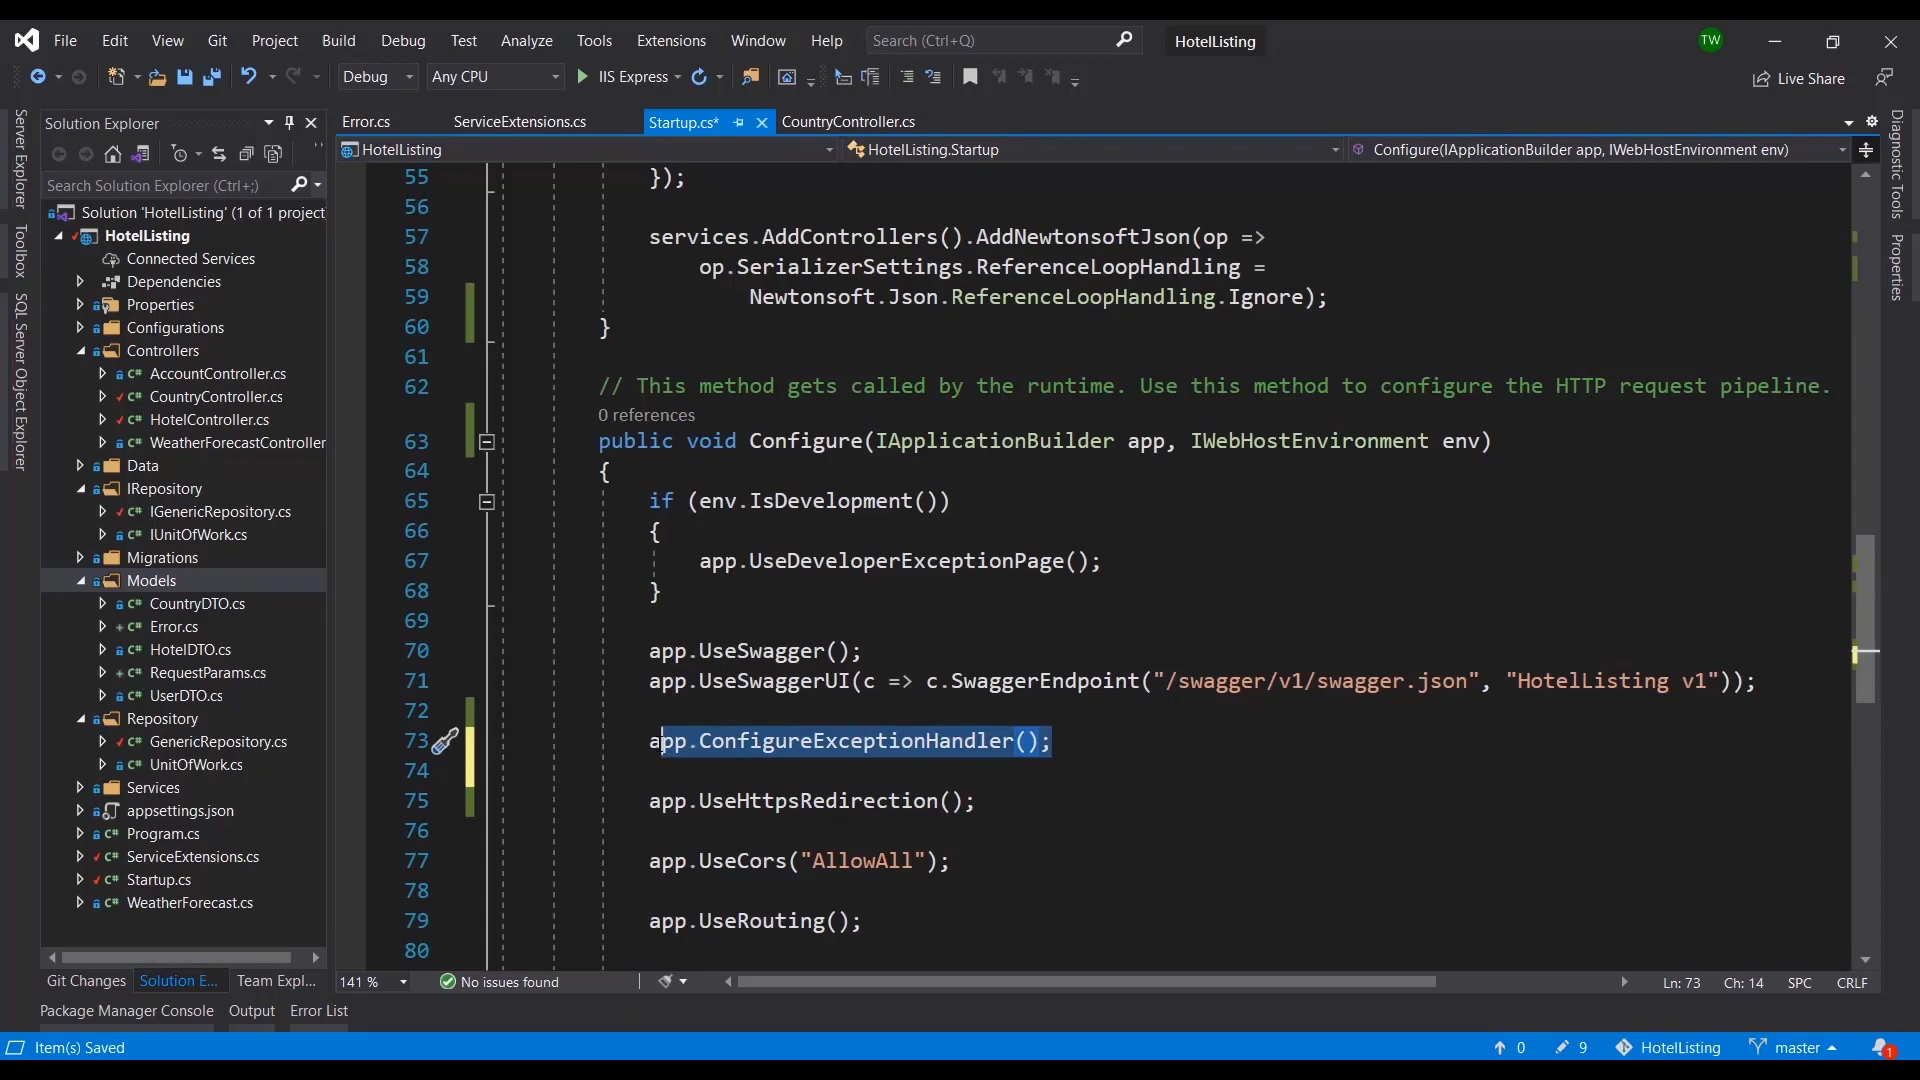 File Edit View Git Project Build Debug Test Analyze Tools Extensions Window Help Search (Ctrl+Q) HotelListing TW
Debug Any CPU IIS Express Live Share
Server Explorer
Toolbox
SQL Server Object Explorer
Solution Explorer
Search Solution Explorer (Ctrl+;)
Solution 'HotelListing' (1 of 1 project
HotelListing
Connected Services
Dependencies
Properties
Configurations
Controllers
AccountController.cs
CountryController.cs
HotelController.cs
WeatherForecastController
Data
IRepository
IGenericRepository.cs
IUnitOfWork.cs
Migrations
Models
CountryDTO.cs
Error.cs
HotelDTO.cs
RequestParams.cs
UserDTO.cs
Repository
GenericRepository.cs
UnitOfWork.cs
Services
appsettings.json
Program.cs
ServiceExtensions.cs
Startup.cs
WeatherForecast.cs
Git Changes Solution E... Team Expl...
Error.cs ServiceExtensions.cs Startup.cs* CountryController.cs
HotelListing HotelListing.Startup Configure(IApplicationBuilder app, IWebHostEnvironment env)
55 });
56
57 services.AddControllers().AddNewtonsoftJson(op =>
58 op.SerializerSettings.ReferenceLoopHandling =
59 Newtonsoft.Json.ReferenceLoopHandling.Ignore);
60 }
61
62 // This method gets called by the runtime. Use this method to configure the HTTP request pipeline.
0 references
63 public void Configure(IApplicationBuilder app, IWebHostEnvironment env)
64 {
65 if (env.IsDevelopment())
66 {
67 app.UseDeveloperExceptionPage();
68 }
69
70 app.UseSwagger();
71 app.UseSwaggerUI(c => c.SwaggerEndpoint("/swagger/v1/swagger.json", "HotelListing v1"));
72
73 app.ConfigureExceptionHandler();
74
75 app.UseHttpsRedirection();
76
77 app.UseCors("AllowAll");
78
79 app.UseRouting();
80
Diagnostic Tools
Properties
141 % No issues found Ln: 73 Ch: 14 SPC CRLF
Package Manager Console Output Error List
Item(s) Saved 0 9 HotelListing master 1